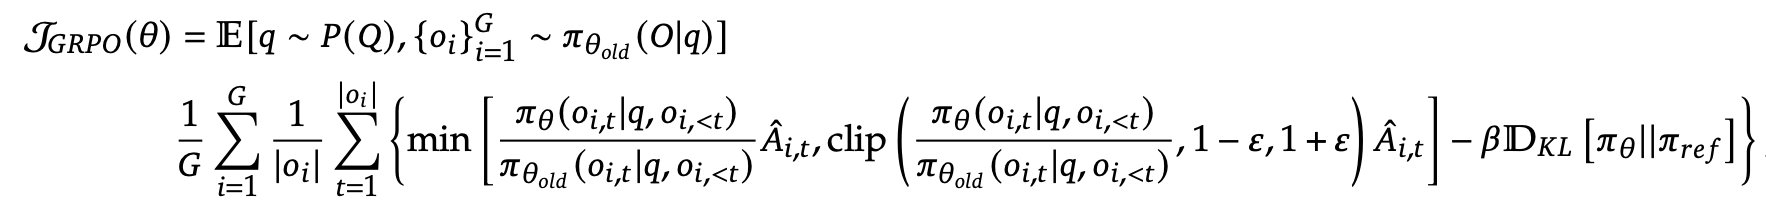 𝒥_{GRPO}(θ) = 𝔼[q ∼ P(Q), {o_i}_{i=1}^{G} ∼ π_{θ_{old}}(O|q)]
\frac{1}{G} \sum_{i=1}^{G} \frac{1}{|o_i|} \sum_{t=1}^{|o_i|} \left\{ \min \left[ \frac{π_θ(o_{i,t}|q, o_{i,<t})}{π_{θ_{old}}(o_{i,t}|q, o_{i,<t})} \hat{A}_{i,t}, \text{clip} \left( \frac{π_θ(o_{i,t}|q, o_{i,<t})}{π_{θ_{old}}(o_{i,t}|q, o_{i,<t})}, 1 − ε, 1 + ε \right) \hat{A}_{i,t} \right] − β𝔻_{KL} \left[ π_θ||π_{ref} \right] \right\},